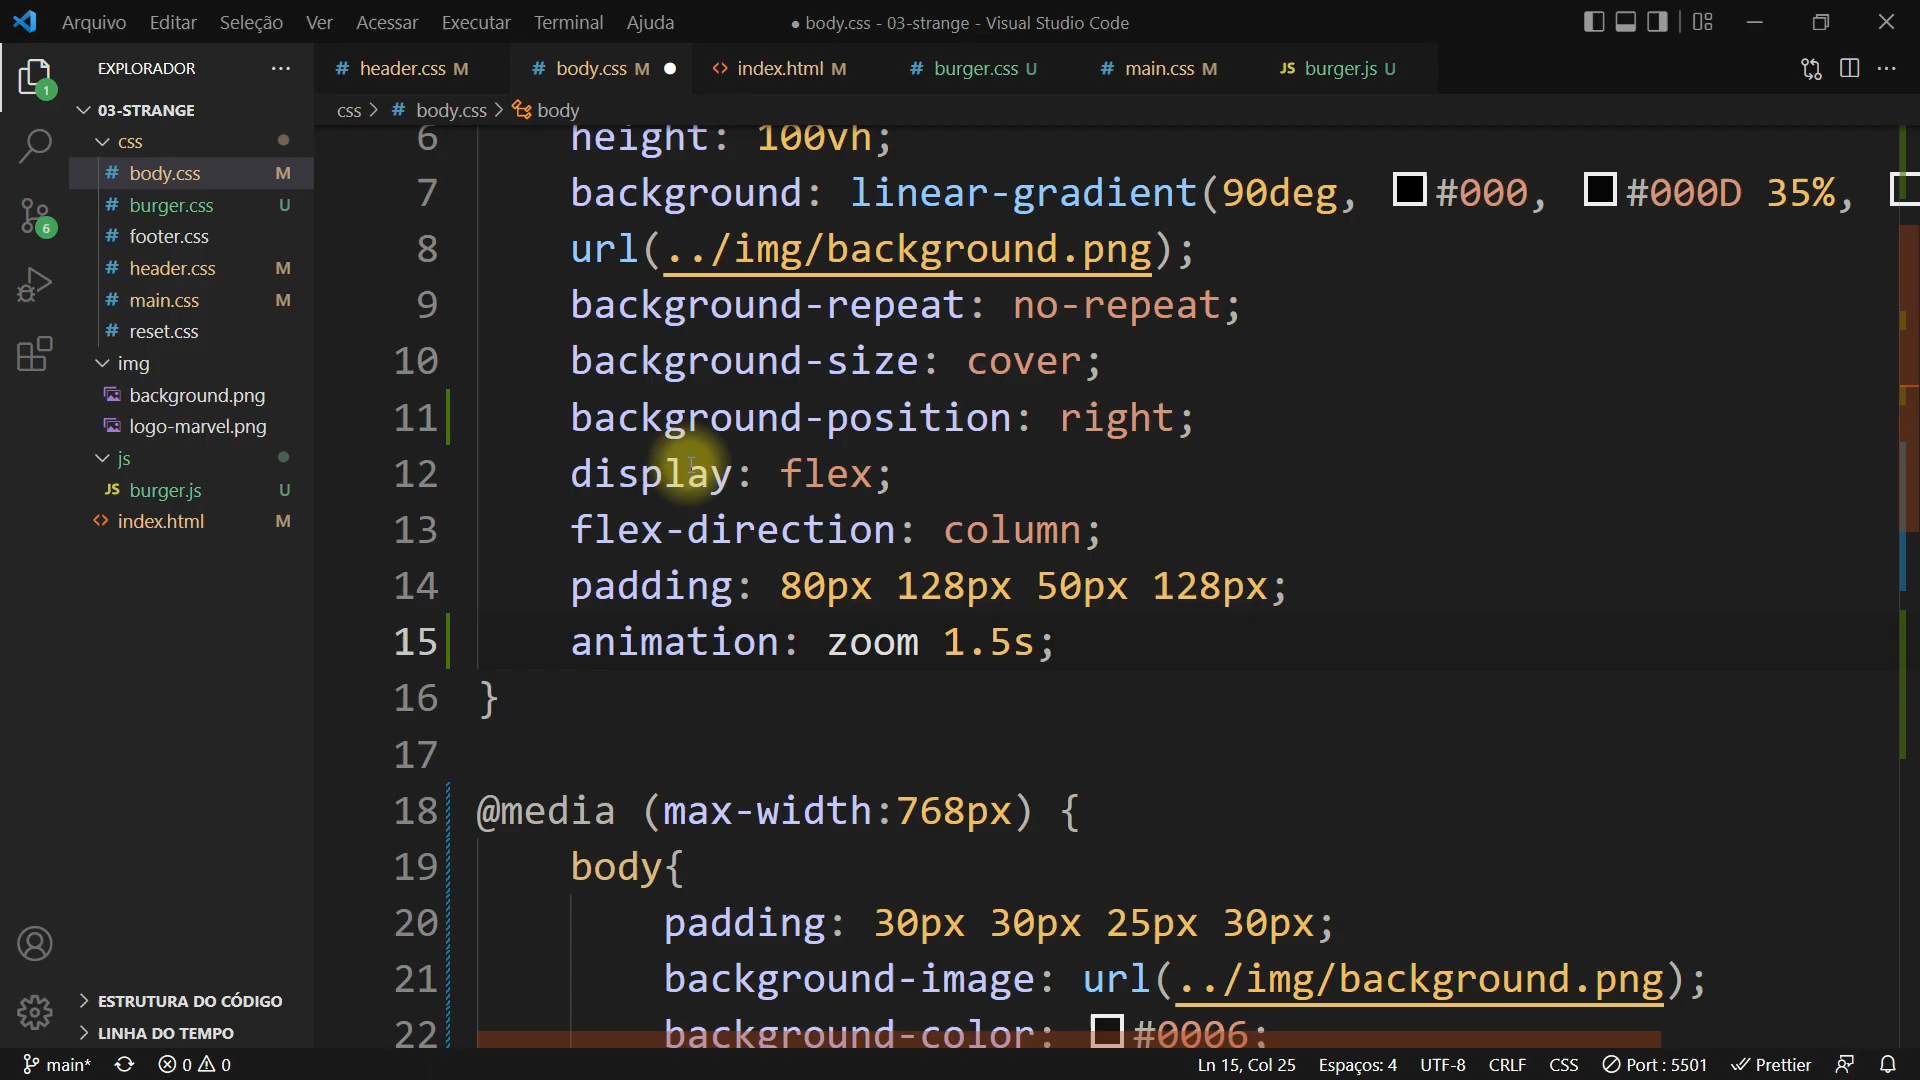 Arquivo Editar Seleção Ver Acessar Executar Terminal Ajuda ● body.css - 03-strange - Visual Studio Code
EXPLORADOR ···
# header.css M # body.css M ● <> index.html M # burger.css U # main.css M JS burger.js U
1
03-STRANGE
css > # body.css > body
css
# body.css M
# burger.css U
# footer.css
# header.css M
# main.css M
# reset.css
img
background.png
logo-marvel.png
js
JS burger.js U
<> index.html M
6
6 height: 100vh;
7 background: linear-gradient(90deg, #000, #000D 35%,
8 url(../img/background.png);
9 background-repeat: no-repeat;
10 background-size: cover;
11 background-position: right;
12 display: flex;
13 flex-direction: column;
14 padding: 80px 128px 50px 128px;
15 animation: zoom 1.5s;
16 }
17
18 @media (max-width:768px) {
19 body{
20 padding: 30px 30px 25px 30px;
21 background-image: url(../img/background.png);
22 background-color: #0006;
ESTRUTURA DO CÓDIGO
LINHA DO TEMPO
main* 0 0 Ln 15, Col 25 Espaços: 4 UTF-8 CRLF CSS Port : 5501 Prettier